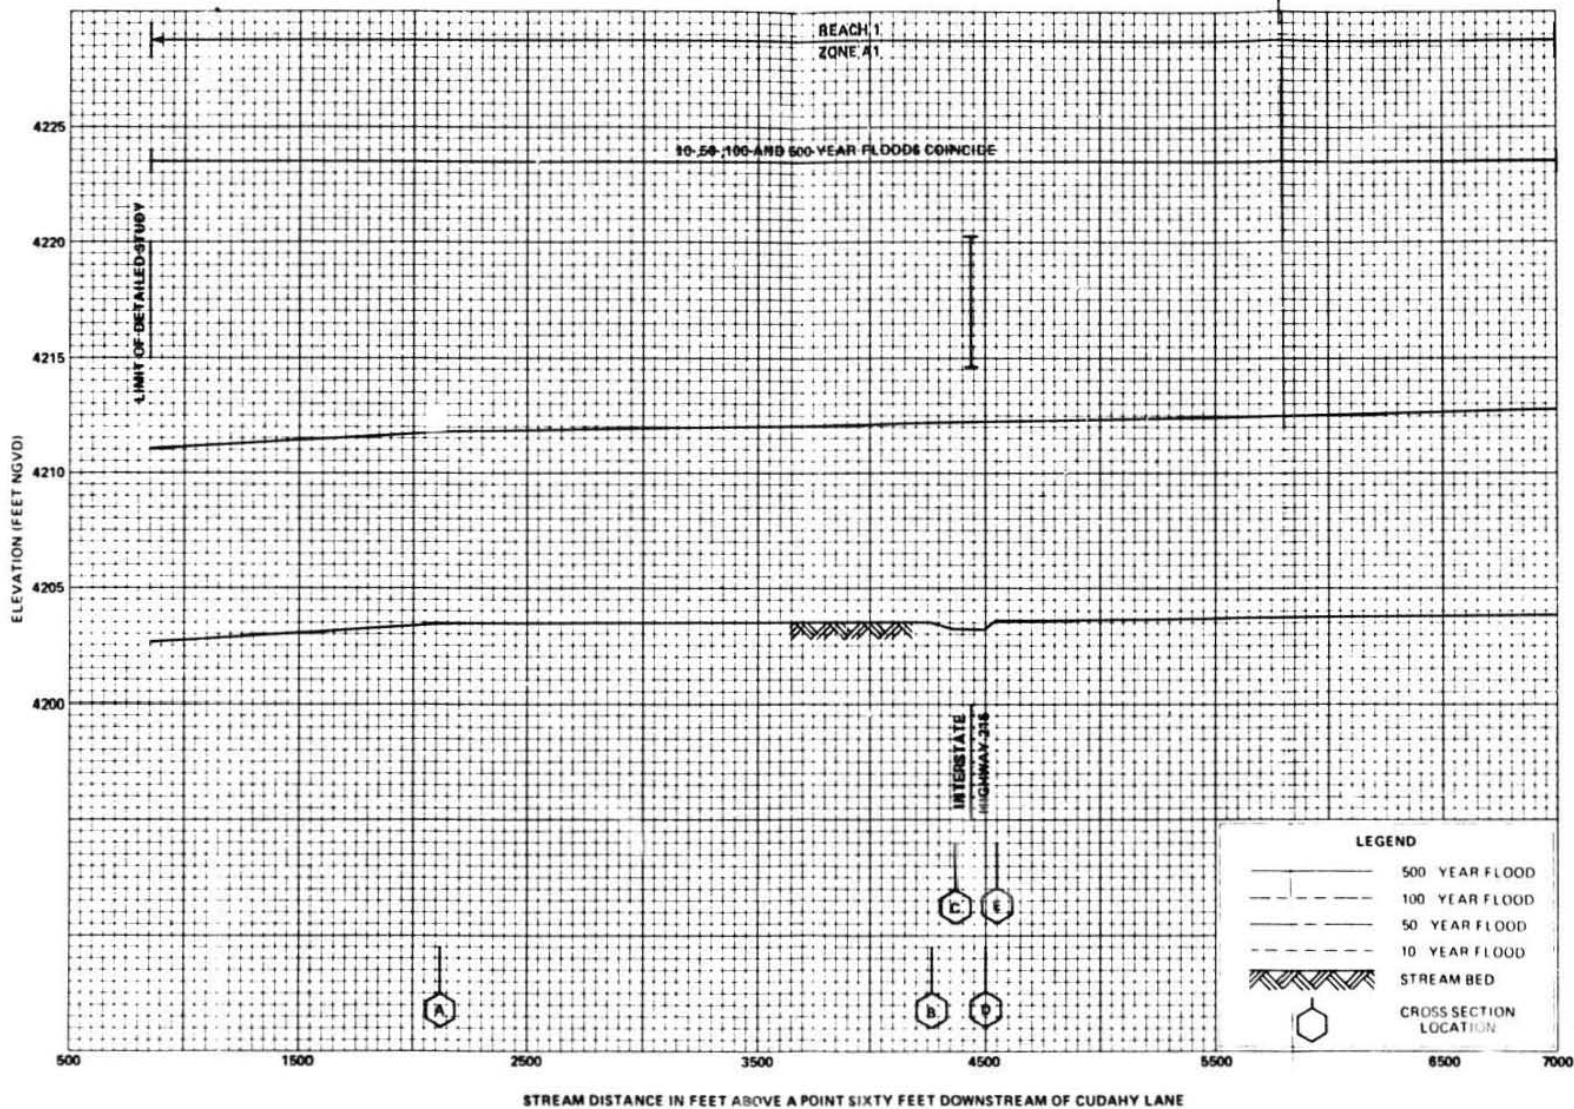 REACH 1
ZONE A1
10-, 50-, 100- AND 500-YEAR FLOODS COINCIDE
LIMIT OF DETAILED STUDY
ELEVATION (FEET NGVD)
4225
4220
4215
4210
4205
4200
INTERSTATE
HIGHWAY 215
C
E
A
B
D
LEGEND
500 YEAR FLOOD
100 YEAR FLOOD
50 YEAR FLOOD
10 YEAR FLOOD
STREAM BED
CROSS SECTION
LOCATION
500
1500
2500
3500
4500
5500
6500
7000
STREAM DISTANCE IN FEET ABOVE A POINT SIXTY FEET DOWNSTREAM OF CUDAHY LANE